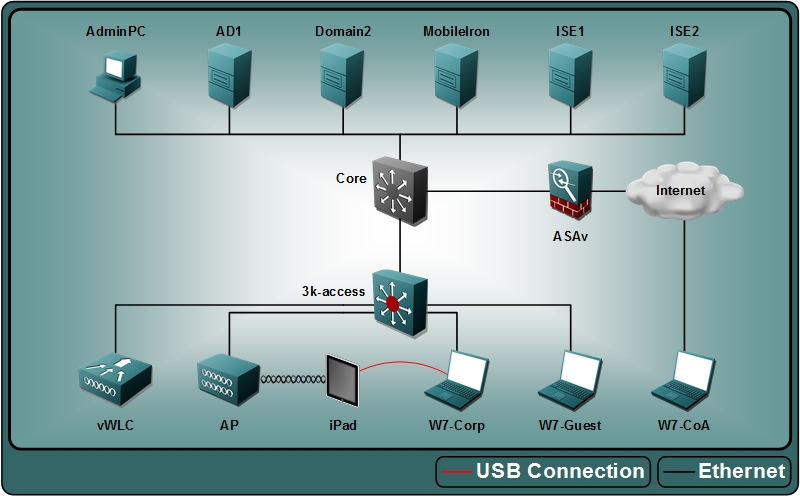 AdminPC
AD1
Domain2
MobileIron
ISE1
ISE2
Core
Internet
ASAv
3k-access
vWLC
AP
iPad
W7-Corp
W7-Guest
W7-CoA
USB Connection
Ethernet